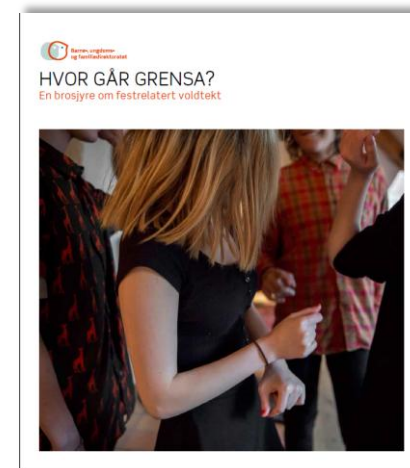 Barne-, ungdoms-
og familiedirektoratet
HVOR GÅR GRENSA?
En brosjyre om festrelatert voldtekt